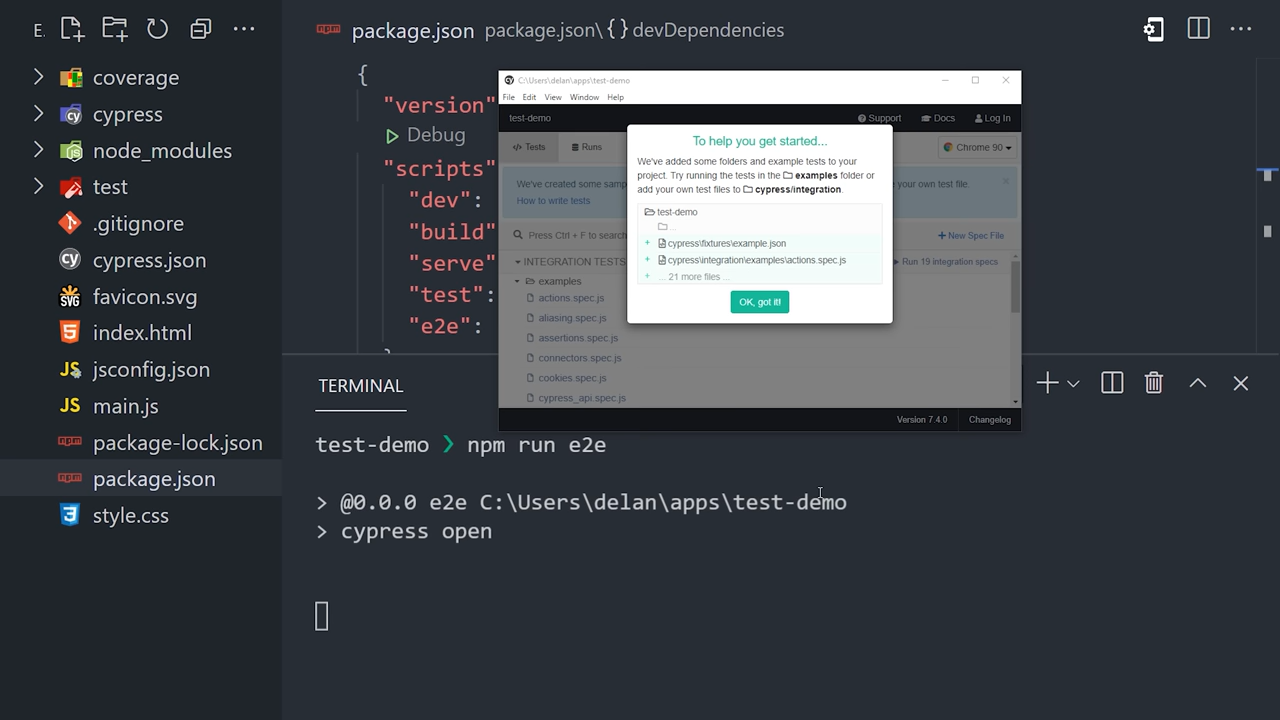 E.
coverage
cypress
node_modules
test
.gitignore
cypress.json
favicon.svg
index.html
jsconfig.json
JS main.js
package-lock.json
package.json
style.css
package.json package.json\{}devDependencies
{
"version"
Debug
"scripts"
"dev":
"build"
"serve"
"test":
"e2e":
C:\Users\delan\apps\test-demo
File Edit View Window Help
test-demo
Support Docs Log In
</> Tests Runs
Chrome 90
We've created some samp
your own test file.
How to write tests
Press Ctrl + F to search
+ New Spec File
INTEGRATION TESTS
Run 19 integration specs
examples
actions.spec.js
aliasing.spec.js
assertions.spec.js
connectors.spec.js
cookies.spec.js
cypress_api.spec.js
Version 7.4.0 Changelog
To help you get started...
We've added some folders and example tests to your
project. Try running the tests in the examples folder or
add your own test files to cypress/integration.
test-demo
...
+ cypress\fixtures\example.json
+ cypress\integration\examples\actions.spec.js
+ ... 21 more files ...
OK, got it!
TERMINAL
test-demo ❯ npm run e2e
> @0.0.0 e2e C:\Users\delan\apps\test-demo
> cypress open